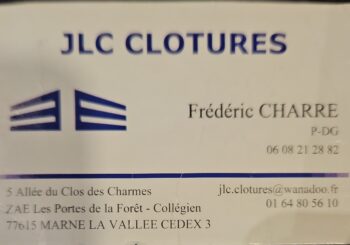 JLC CLOTURES
Frédéric CHARRE
P-DG
06 08 21 28 82
5 Allée du Clos des Charmes
ZAE Les Portes de la Forêt - Collégien
77615 MARNE LA VALLEE CEDEX 3
jlc.clotures@wanadoo.fr
01 64 80 56 10